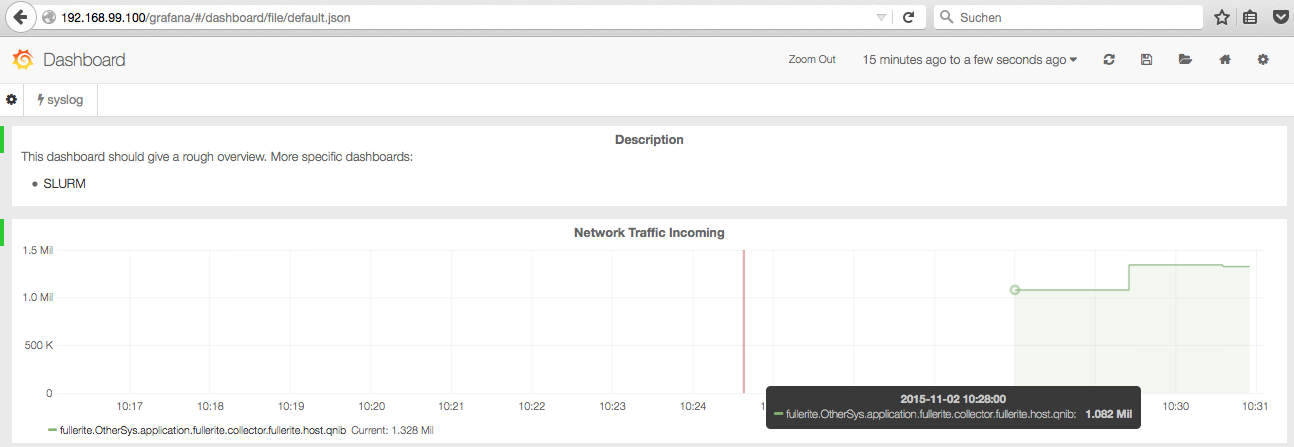 192.168.99.100/grafana/#/dashboard/file/default.json
Suchen
Dashboard
Zoom Out
15 minutes ago to a few seconds ago
syslog
Description
This dashboard should give a rough overview. More specific dashboards:
• SLURM
Network Traffic Incoming
1.5 Mil
1.0 Mil
500 K
0
10:17 10:18 10:19 10:20 10:21 10:22 10:23 10:24 10:30 10:31
2015-11-02 10:28:00
fullerite.OtherSys.application.fullerite.collector.fullerite.host.qnib: 1.082 Mil
fullerite.OtherSys.application.fullerite.collector.fullerite.host.qnib Current: 1.328 Mil